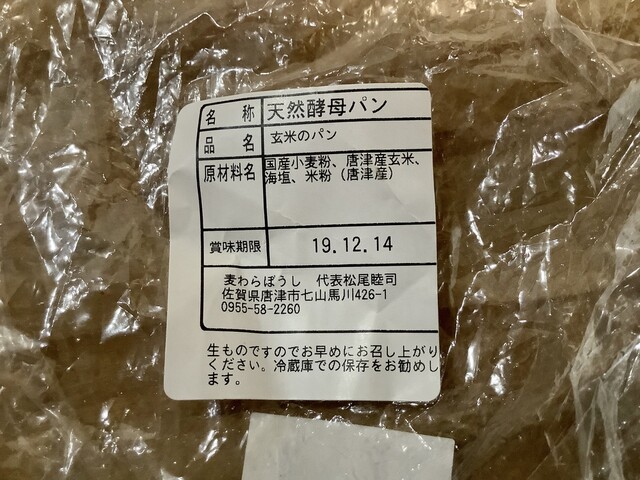 名 称 天然酵母パン
品 名 玄米のパン
原材料名 国産小麦粉、唐津産玄米、
海塩、米粉（唐津産）
賞味期限 19.12.14
麦わらぼうし 代表松尾睦司
佐賀県唐津市七山馬川426-1
0955-58-2260
生ものですのでお早めにお召し上がり
ください。冷蔵庫での保存をお勧めし
ます。